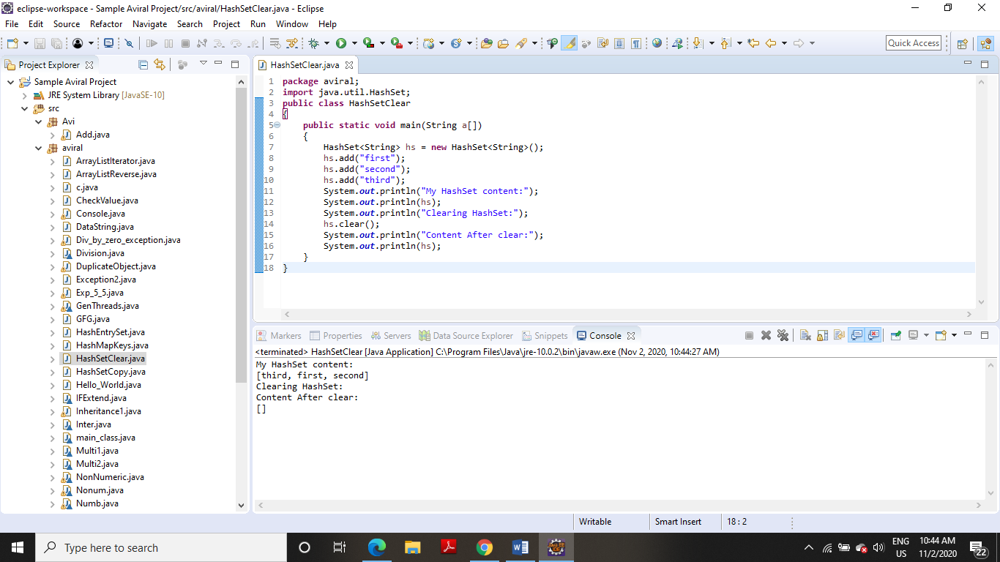 eclipse-workspace - Sample Aviral Project/src/aviral/HashSetClear.java - Eclipse
File Edit Source Refactor Navigate Search Project Run Window Help
Quick Access
Project Explorer
Sample Aviral Project
JRE System Library [JavaSE-10]
src
Avi
Add.java
aviral
ArrayListIterator.java
ArrayListReverse.java
c.java
CheckValue.java
Console.java
DataString.java
Div_by_zero_exception.java
Division.java
DuplicateObject.java
Exception2.java
Exp_5_5.java
GenThreads.java
GFG.java
HashEntrySet.java
HashMapKeys.java
HashSetClear.java
HashSetCopy.java
Hello_World.java
IFExtend.java
Inheritance1.java
Inter.java
main_class.java
Multi1.java
Multi2.java
NonNumeric.java
Nonum.java
Numb.java
HashSetClear.java
1 package aviral;
2 import java.util.HashSet;
3 public class HashSetClear
4 {
5 public static void main(String a[])
6 {
7 HashSet<String> hs = new HashSet<String>();
8 hs.add("first");
9 hs.add("second");
10 hs.add("third");
11 System.out.println("My HashSet content:");
12 System.out.println(hs);
13 System.out.println("Clearing HashSet:");
14 hs.clear();
15 System.out.println("Content After clear:");
16 System.out.println(hs);
17 }
18 }
Markers Properties Servers Data Source Explorer Snippets Console
<terminated> HashSetClear [Java Application] C:\Program Files\Java\jre-10.0.2\bin\javaw.exe (Nov 2, 2020, 10:44:27 AM)
My HashSet content:
[third, first, second]
Clearing HashSet:
Content After clear:
[]
Writable Smart Insert 18 : 2
Type here to search
ENG
US
10:44 AM
11/2/2020
22